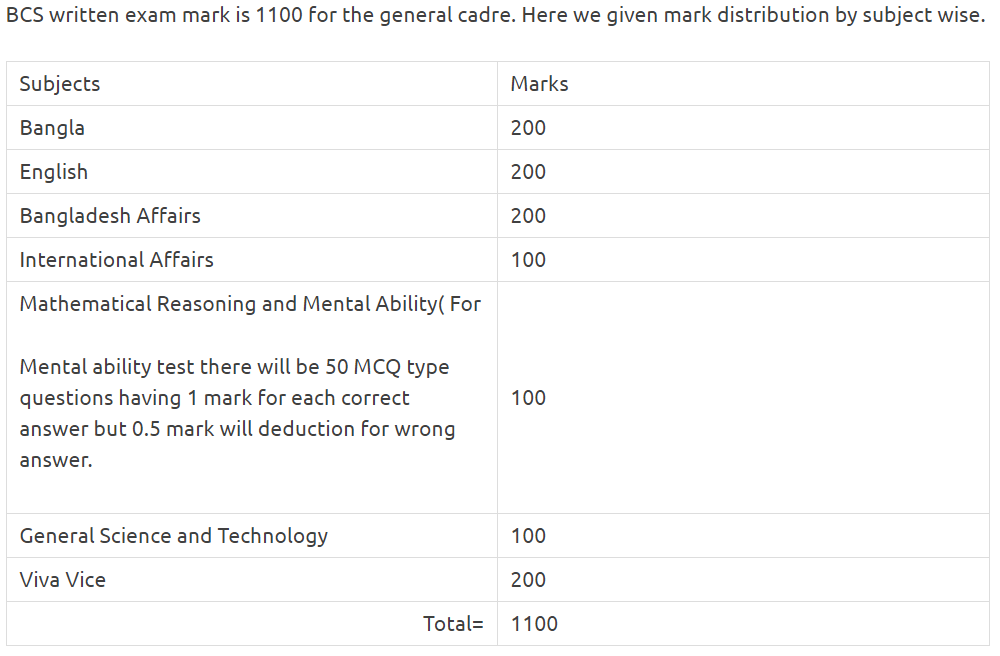 BCS written exam mark is 1100 for the general cadre. Here we given mark distribution by subject wise.
Subjects Marks
Bangla 200
English 200
Bangladesh Affairs 200
International Affairs 100
Mathematical Reasoning and Mental Ability( For
Mental ability test there will be 50 MCQ type
questions having 1 mark for each correct 100
answer but 0.5 mark will deduction for wrong
answer.
General Science and Technology 100
Viva Vice 200
Total= 1100